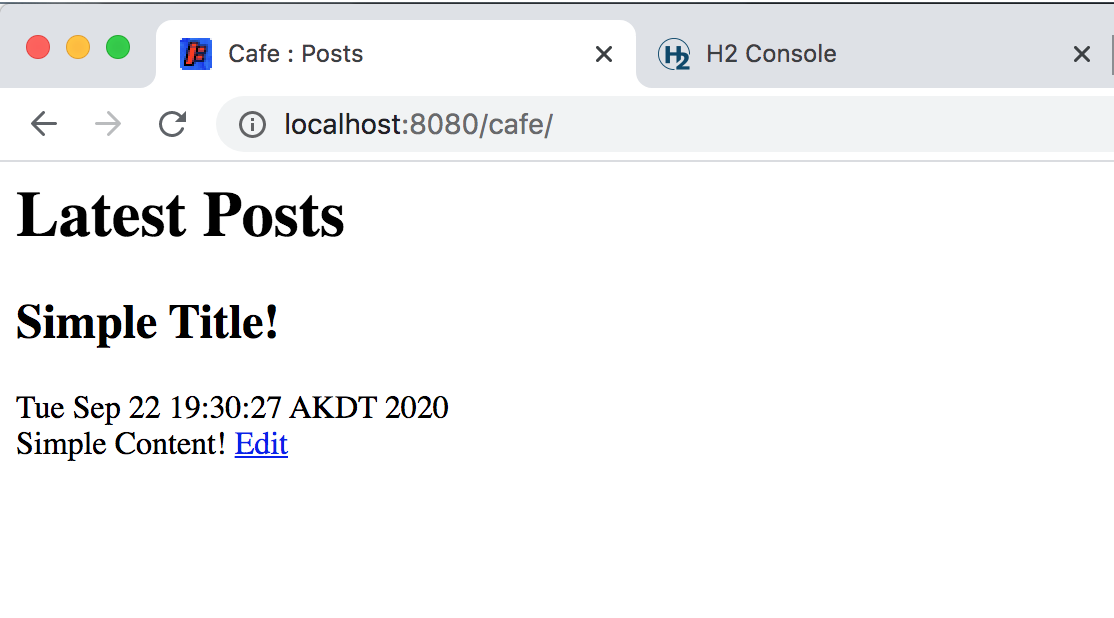 Cafe : Posts
H2 Console
localhost:8080/cafe/
Latest Posts
Simple Title!
Tue Sep 22 19:30:27 AKDT 2020
Simple Content! Edit